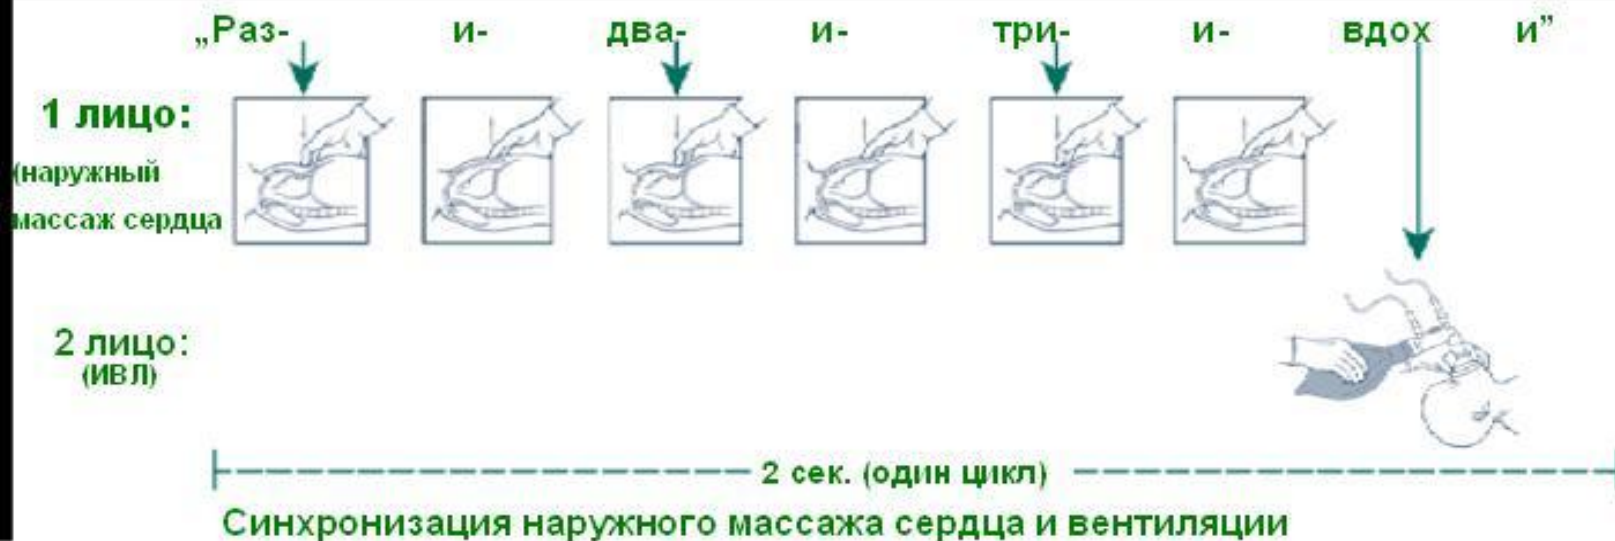 „Раз- и- два- и- три- и- вдох и”
1 лицо:
(наружный
массаж сердца
2 лицо:
(ИВЛ)
2 сек. (один цикл)
Синхронизация наружного массажа сердца и вентиляции